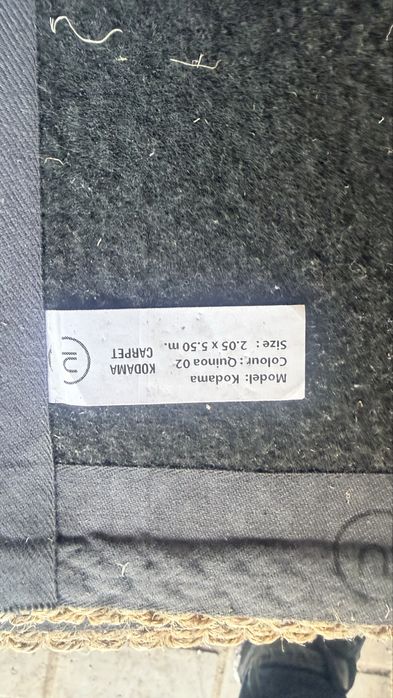 Model: Kodama
Colour : Quinoa 02
Size : 2.05 x 5.50 m.
KODAMA
CARPET